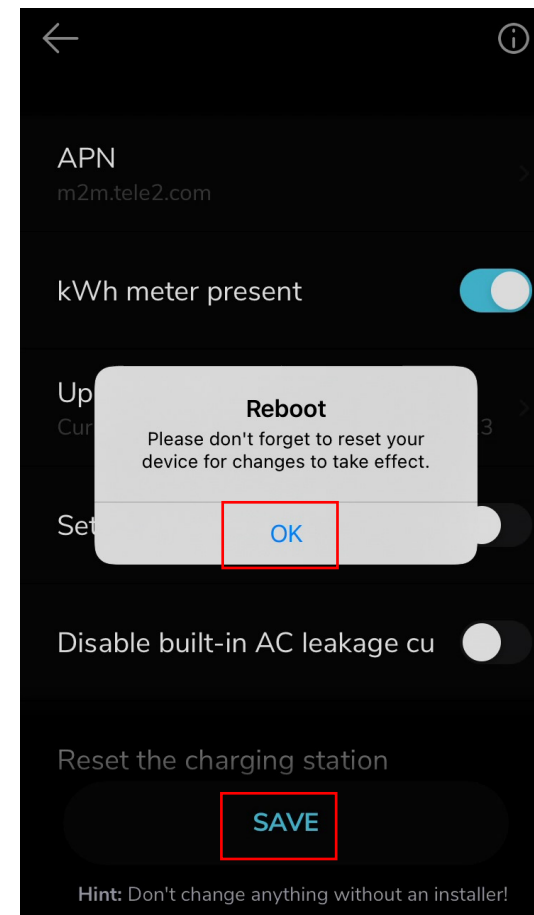 APN
m2m.tele2.com
kWh meter present
Up
Cur
3
Reboot
Please don't forget to reset your
device for changes to take effect.
OK
Set
Disable built-in AC leakage cu
Reset the charging station
SAVE
Hint: Don't change anything without an installer!